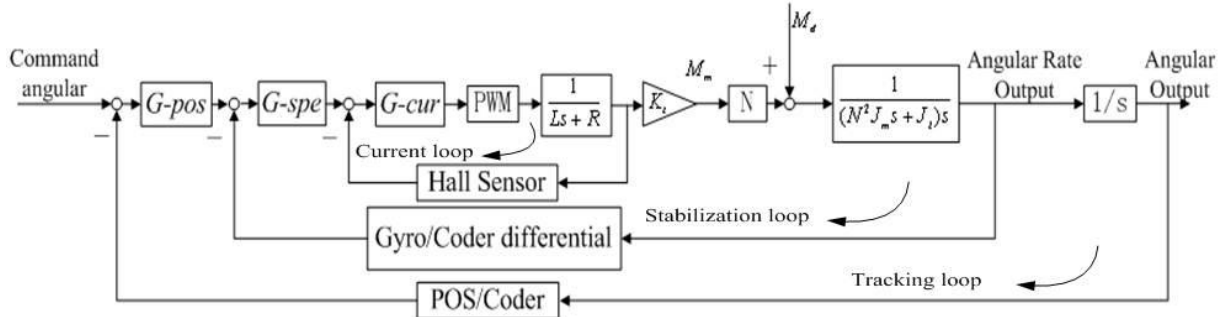 Command
angular
G-pos
G-spe
G-cur
PWM
1
Ls + R
K_t
M_m
N
+
M_d
1
(N²J_m s + J_l)s
Angular Rate
Output
1/s
Angular
Output
−
−
−
Current loop
Hall Sensor
Stabilization loop
Gyro/Coder differential
Tracking loop
POS/Coder